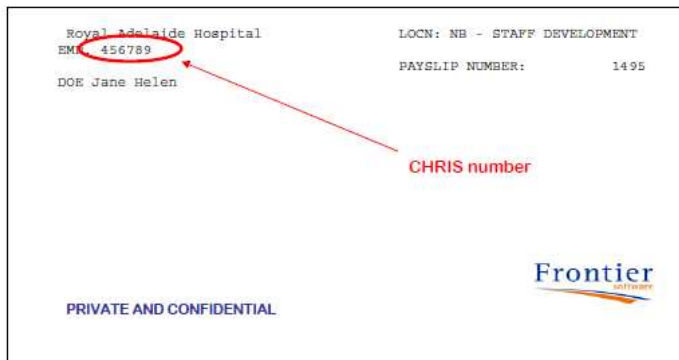 Royal Adelaide Hospital
LOCN: NB - STAFF DEVELOPMENT
EMP. 456789
PAYSLIP NUMBER: 1495
DOE Jane Helen
CHRIS number
Frontier
software
PRIVATE AND CONFIDENTIAL